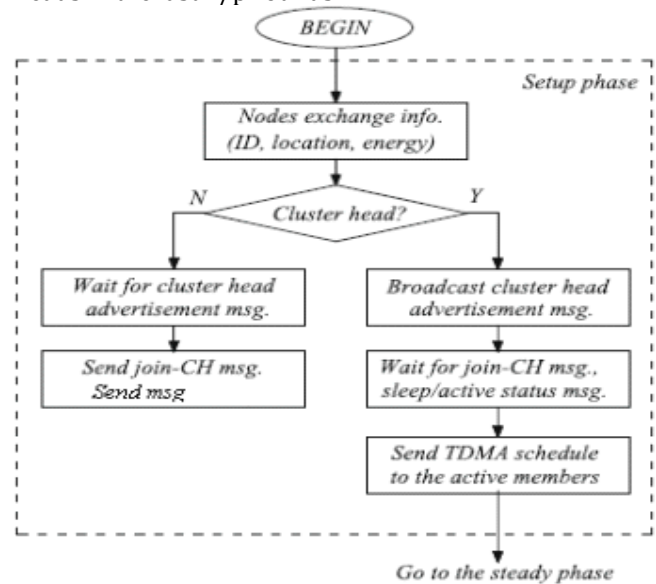 BEGIN
Setup phase
Nodes exchange info.
(ID, location, energy)
N
Y
Cluster head?
Wait for cluster head
advertisement msg.
Broadcast cluster head
advertisement msg.
Send join-CH msg.
Send msg
Wait for join-CH msg.,
sleep/active status msg.
Send TDMA schedule
to the active members
Go to the steady phase